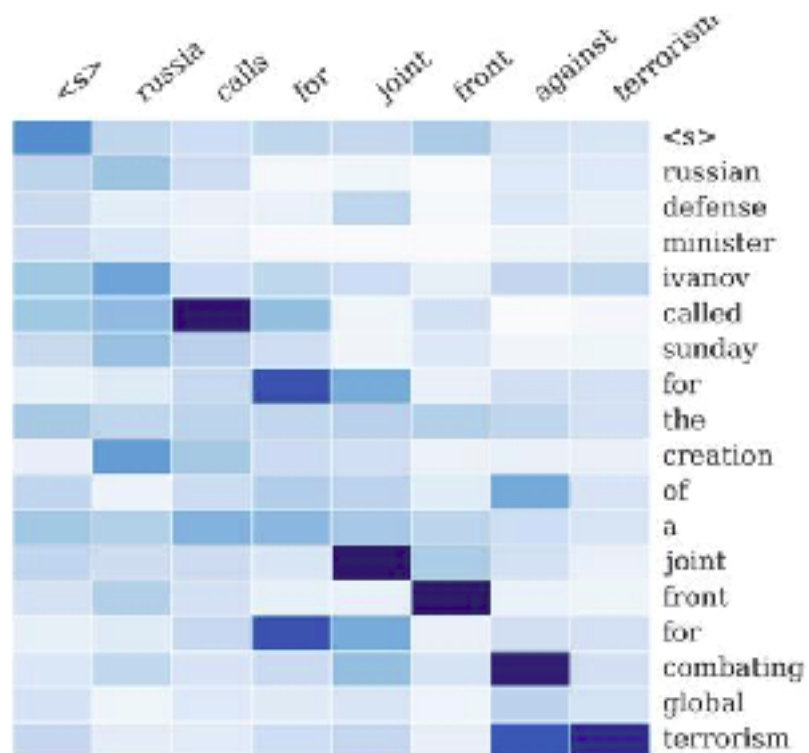 <s> russia calls for joint front against terrorism
<s>
russian
defense
minister
ivanov
called
sunday
for
the
creation
of
a
joint
front
for
combating
global
terrorism